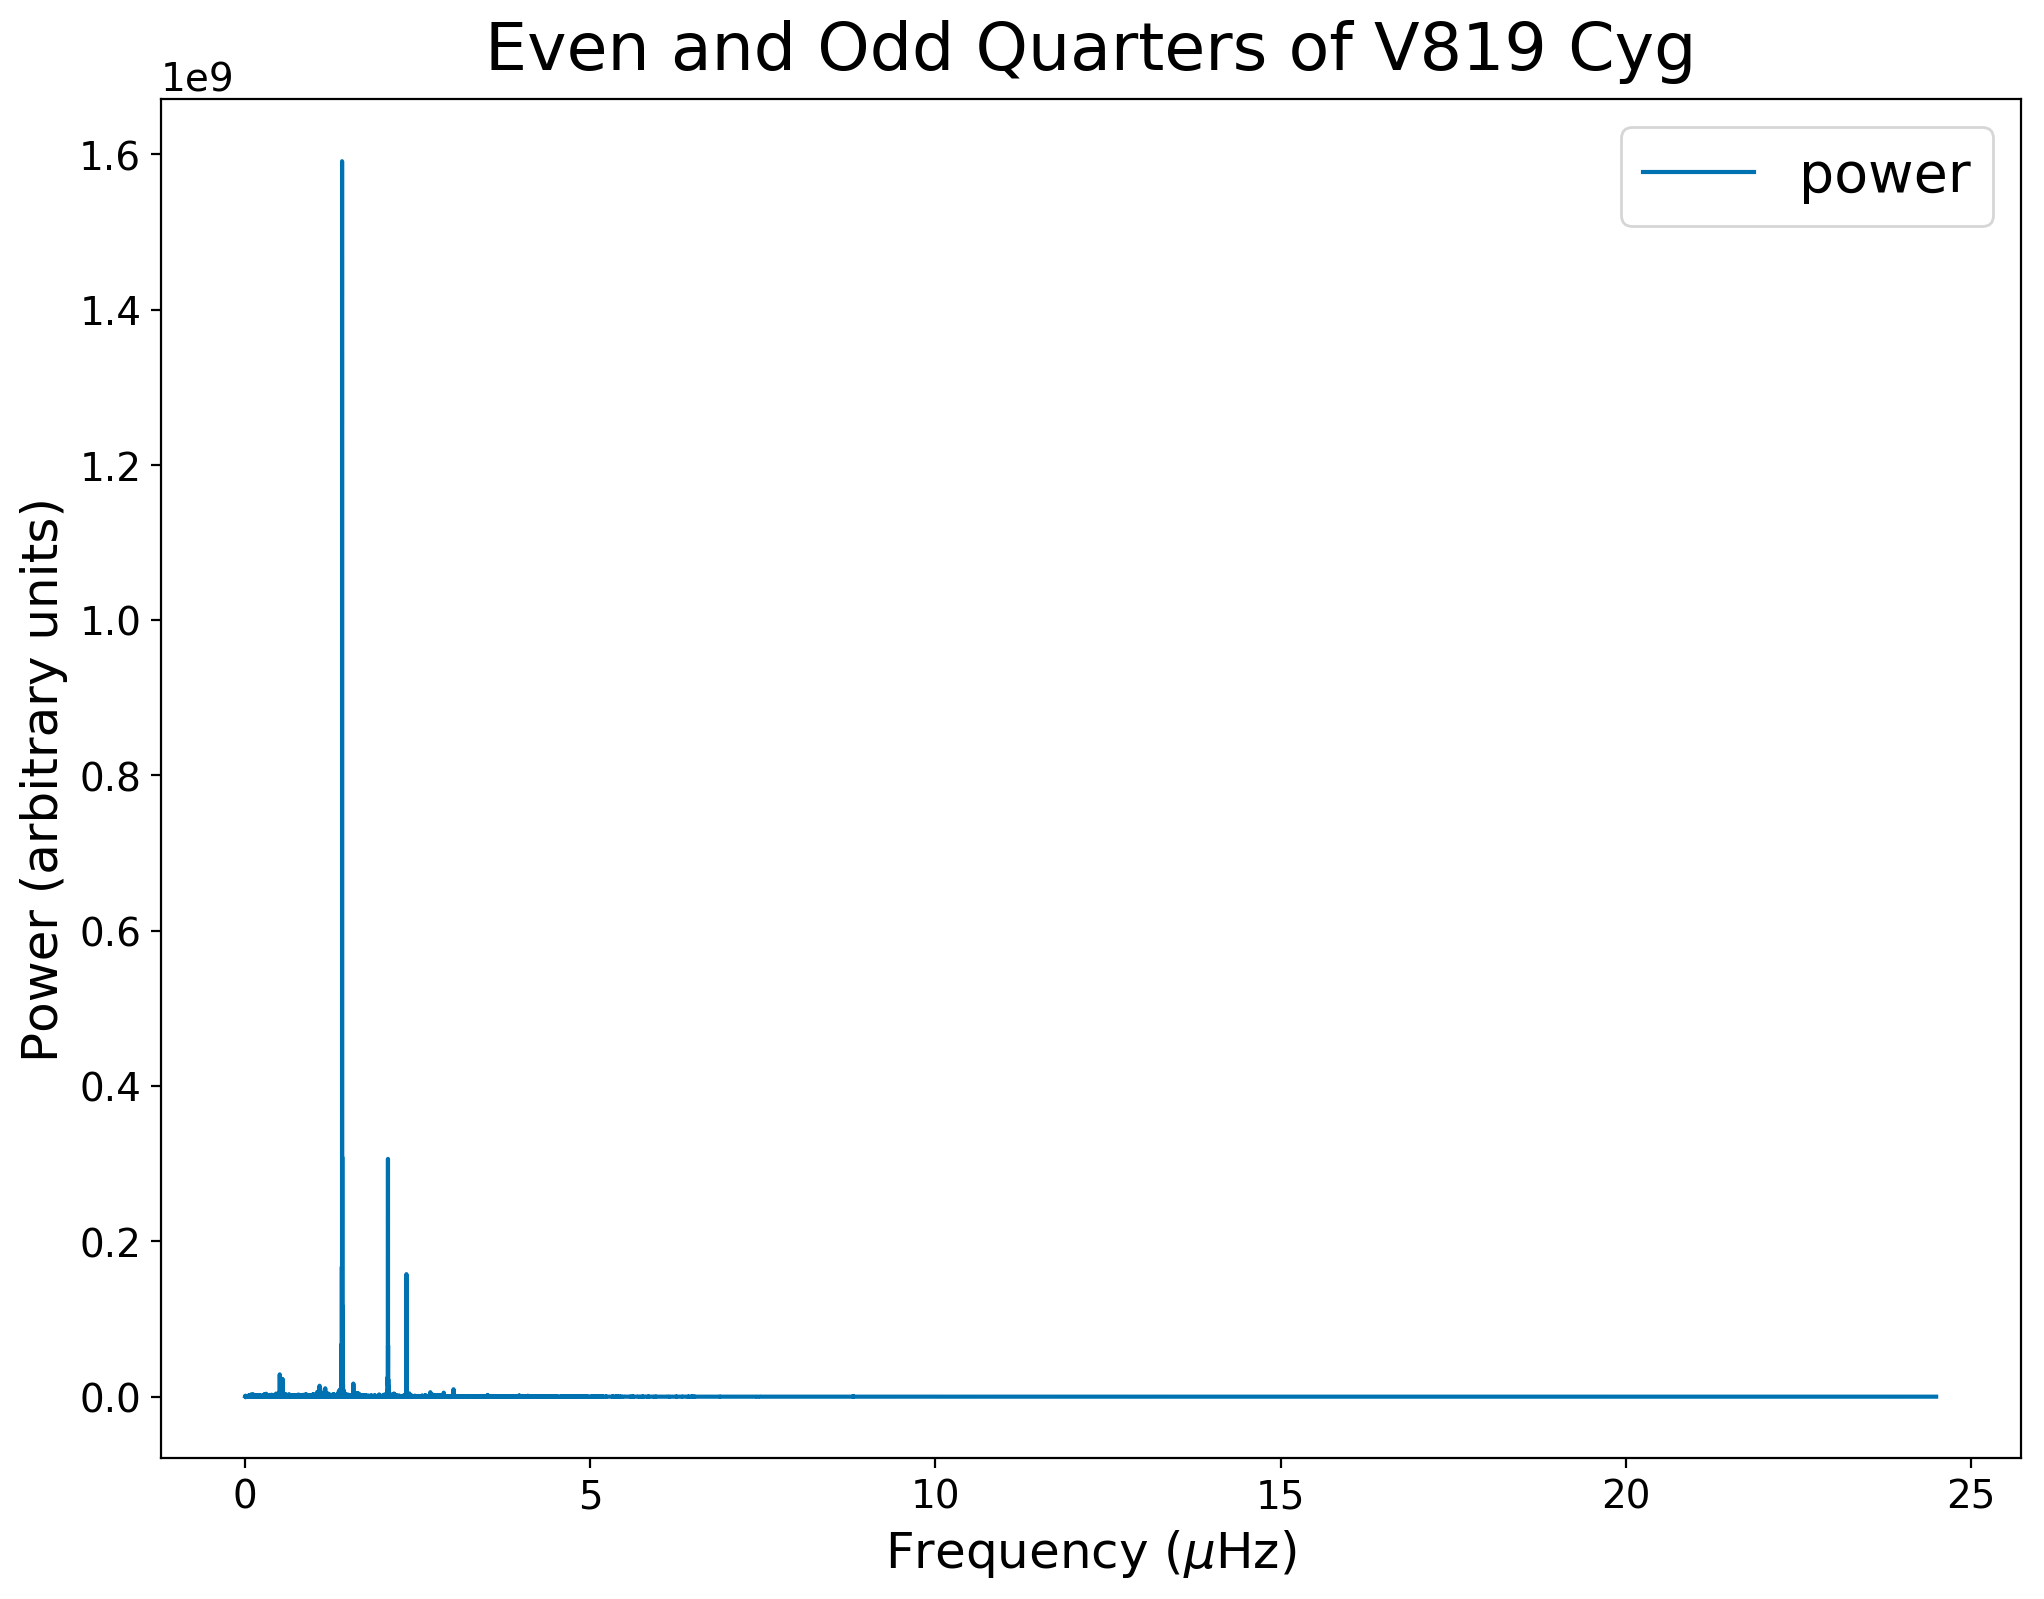 Even and Odd Quarters of V819 Cyg
1e9
power
1.6
1.4
1.2
1.0
0.8
0.6
0.4
0.2
0.0
Power (arbitrary units)
0 5 10 15 20 25
Frequency (μHz)